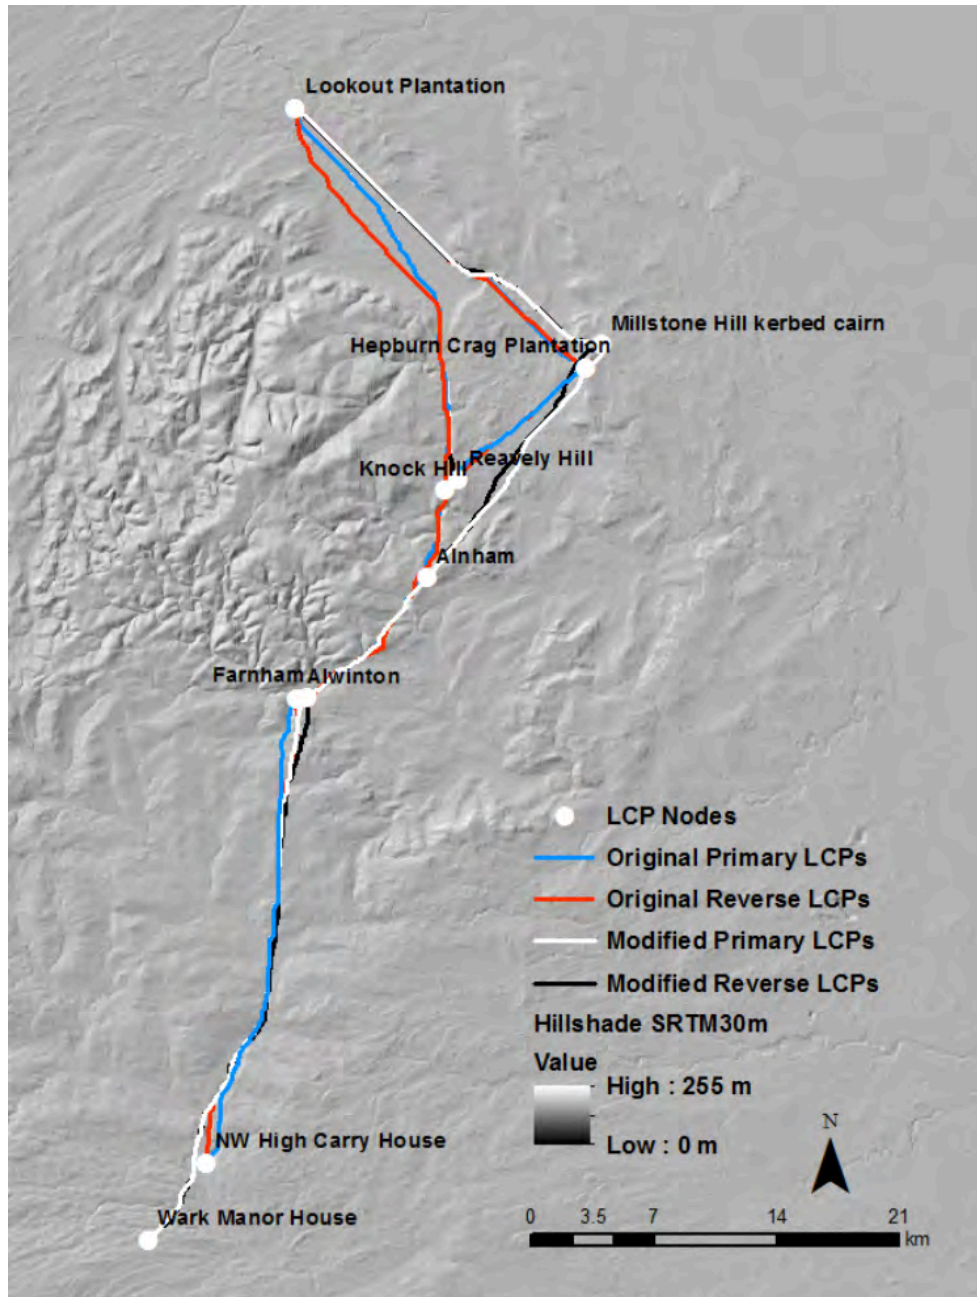 Lookout Plantation
Millstone Hill kerbed cairn
Hepburn Crag Plantation
Reavely Hill
Knock Hill
Alnham
Farnham
Alwinton
LCP Nodes
Original Primary LCPs
Original Reverse LCPs
Modified Primary LCPs
Modified Reverse LCPs
Hillshade SRTM30m
Value
High : 255 m
Low : 0 m
N
NW High Carry House
Wark Manor House
0 3.5 7 14 21
km